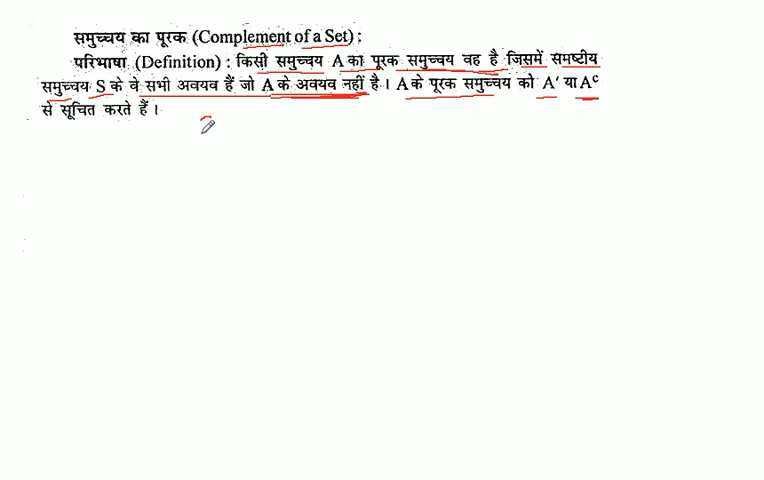 समुच्चय का पूरक (Complement of a Set) :
परिभाषा (Definition) : किसी समुच्चय A का पूरक समुच्चय वह है जिसमें समष्टीय
समुच्चय S के वे सभी अवयव हैं जो A के अवयव नहीं है । A के पूरक समुच्चय को A′ या Aᶜ
से सूचित करते हैं ।